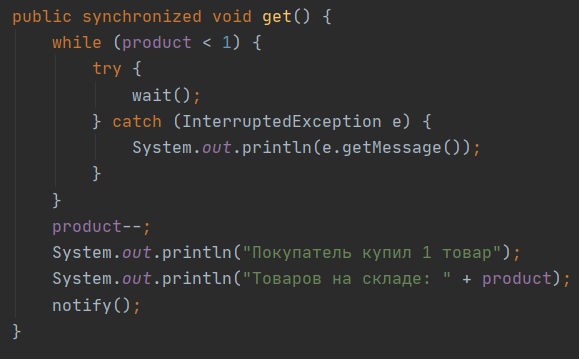 public synchronized void get() {
    while (product < 1) {
        try {
            wait();
        } catch (InterruptedException e) {
            System.out.println(e.getMessage());
        }
    }
    product--;
    System.out.println("Покупатель купил 1 товар");
    System.out.println("Товаров на складе: " + product);
    notify();
}